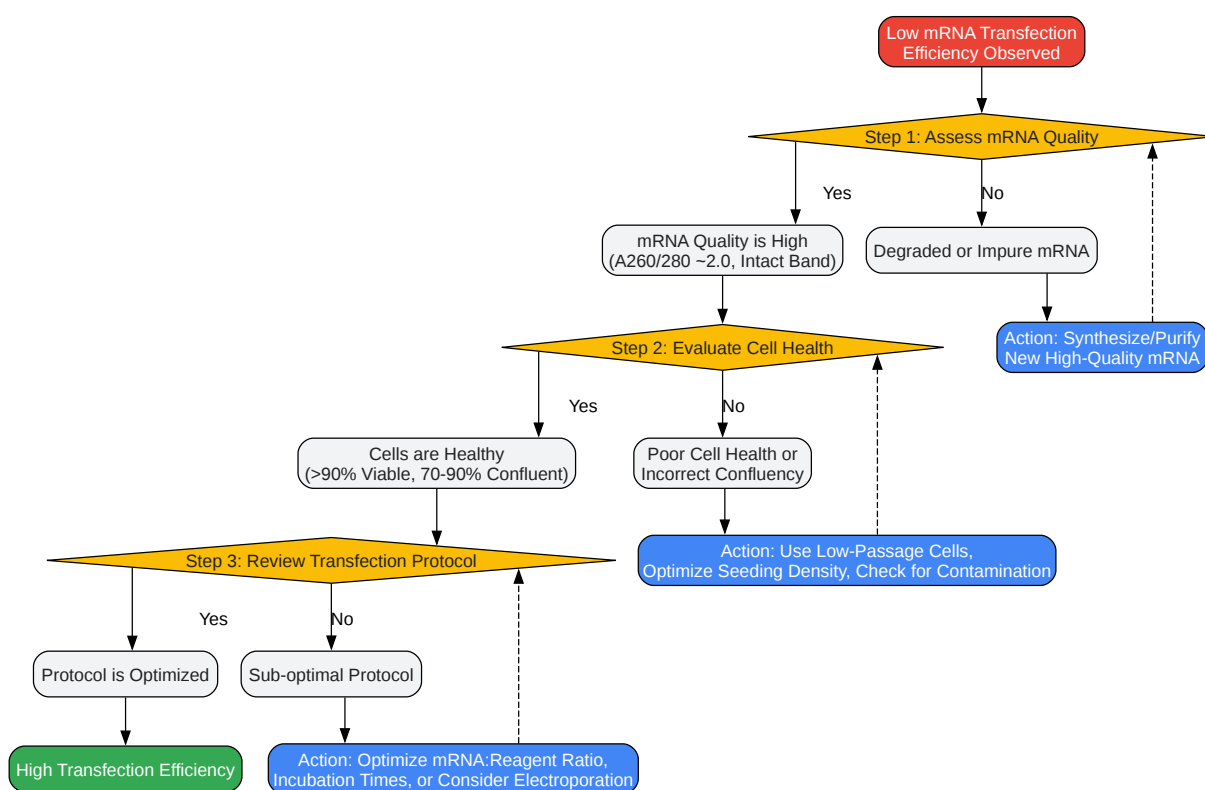 Low mRNA Transfection
Efficiency Observed
Step 1: Assess mRNA Quality
Yes
No
mRNA Quality is High
(A260/280 ~2.0, Intact Band)
Degraded or Impure mRNA
Action: Synthesize/Purify
New High-Quality mRNA
Step 2: Evaluate Cell Health
Yes
No
Cells are Healthy
(>90% Viable, 70-90% Confluent)
Poor Cell Health or
Incorrect Confluency
Action: Use Low-Passage Cells,
Optimize Seeding Density, Check for Contamination
Step 3: Review Transfection Protocol
Yes
No
Protocol is Optimized
Sub-optimal Protocol
High Transfection Efficiency
Action: Optimize mRNA:Reagent Ratio,
Incubation Times, or Consider Electroporation